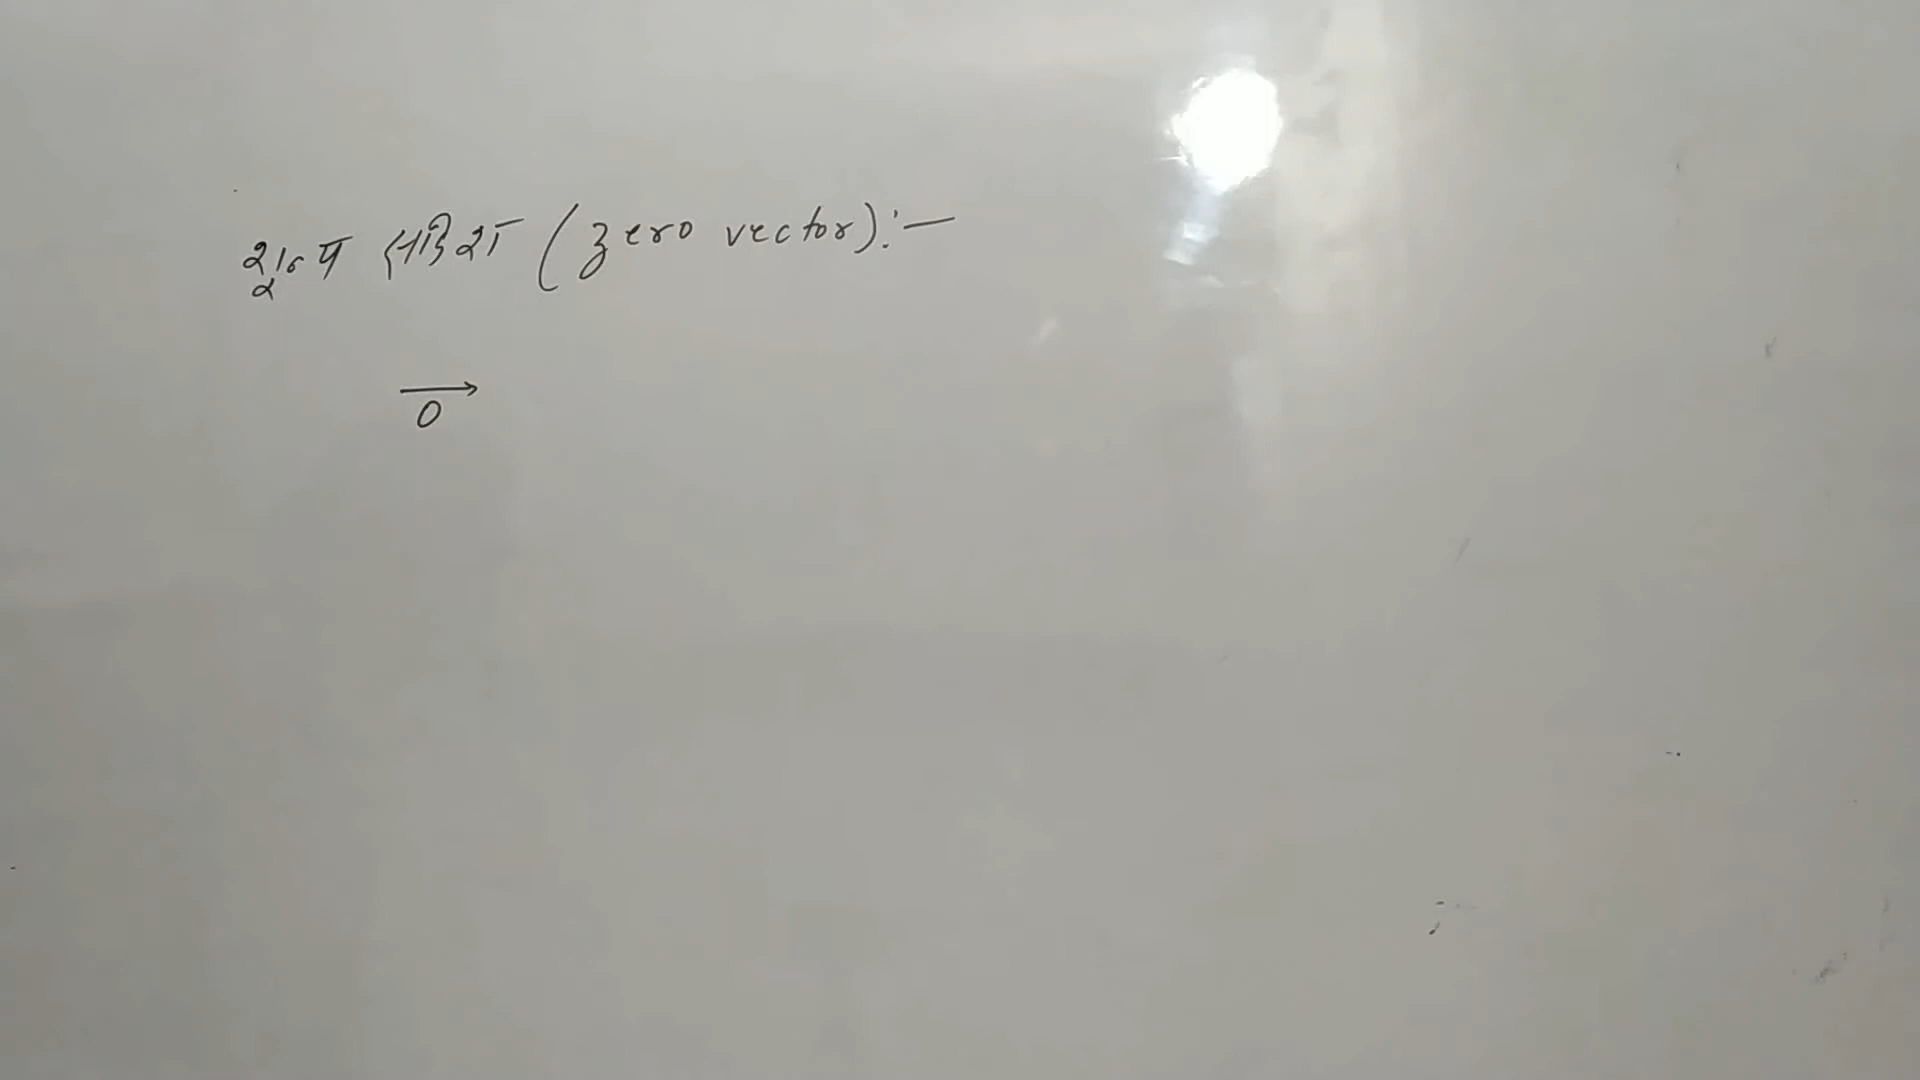 शून्य सदिश (zero vector):—
→
0